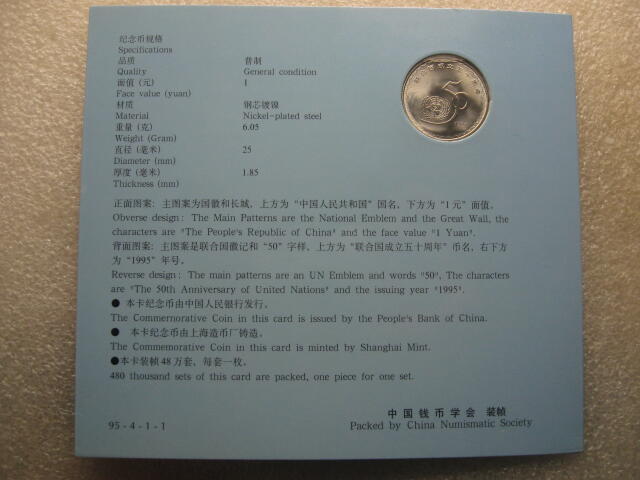 纪念币规格
Specifications
品质 普制
Quality General condition
面值 (元) 1
Face value (yuan)
材质 钢芯镀镍
Material Nickel-plated steel
重量 (克) 6.05
Weight (Gram)
直径 (毫米) 25
Diameter (mm)
厚度 (毫米) 1.85
Thickness (mm)
正面图案: 主图案为国徽和长城, 上方为“中国人民共和国”国名, 下方为“1元”面值。
Obverse design: The Main Patterns are the National Emblem and the Great Wall, the
characters are "The People's Republic of China" and the face value "1 Yuan".
背面图案: 主图案是联合国徽记和“50”字样, 上方为“联合国成立五十周年”币名, 右下方
为“1995”年号。
Reverse design: The main patterns are an UN Emblem and words "50", The characters
are "The 50th Anniversary of United Nations" and the issuing year "1995".
● 本卡纪念币由中国人民银行发行。
The Commernorative Coin in this card is issued by the People's Bank of China.
● 本卡纪念币由上海造币厂铸造。
The Commemorative Coin in this card is minted by Shanghai Mint.
●本卡装帧48万套, 每套一枚。
480 thousand sets of this card are packed, one piece for one set.
中国钱币学会 装帧
95-4-1-1 Packed by China Numismatic Society